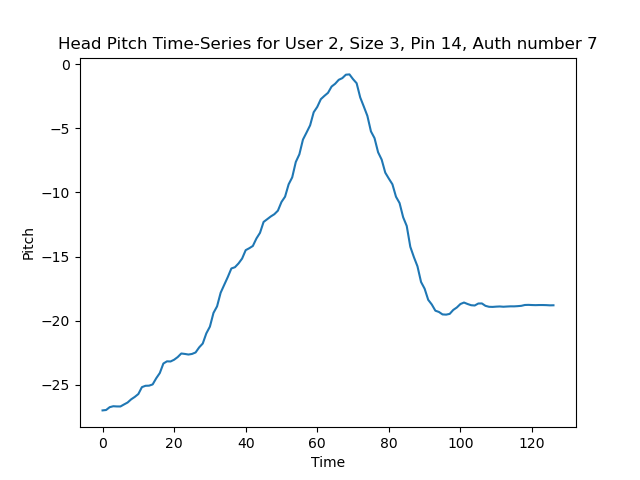 Head Pitch Time-Series for User 2, Size 3, Pin 14, Auth number 7
0
−5
−10
−15
−20
−25
Pitch
0 20 40 60 80 100 120
Time